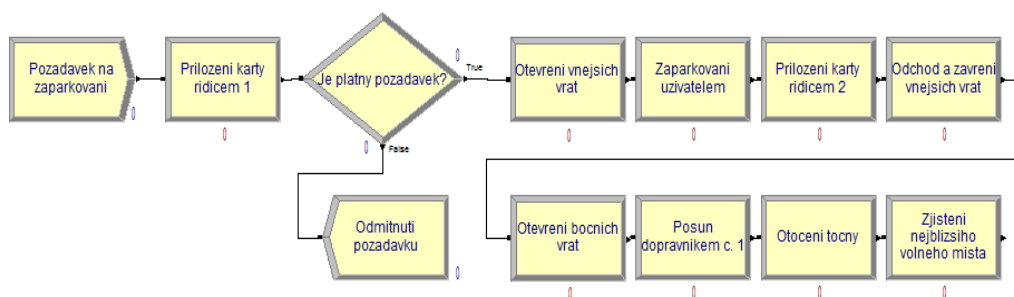 Pozadavek na
zaparkovani
Prilozeni karty
ridicem 1
Je platny pozadavek?
True
False
Odmitnuti
pozadavku
Otevreni vnejsich
vrat
Zaparkovani
uzivatelem
Prilozeni karty
ridicem 2
Odchod a zavreni
vnejsich vrat
Otevreni bocnich
vrat
Posun
dopravnikem c. 1
Otoceni tocny
Zjisteni
nejblizsiho
volneho mista